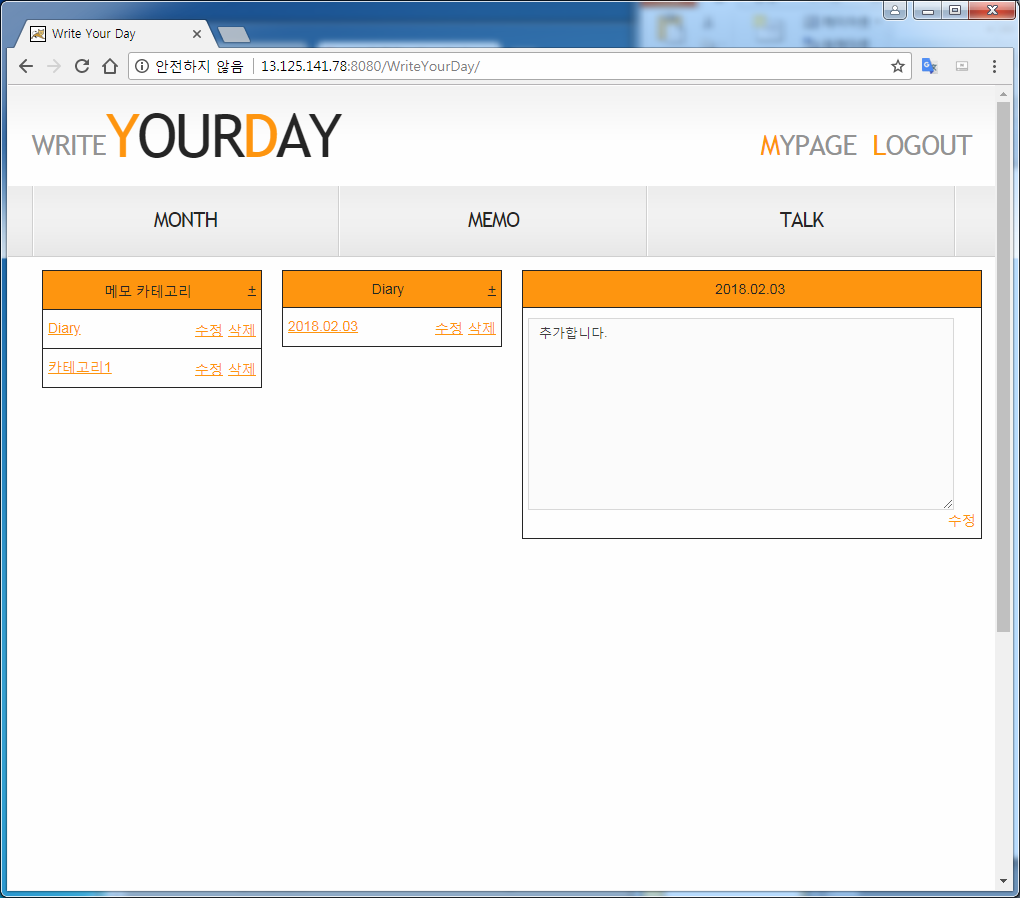 Write Your Day
안전하지 않음 13.125.141.78:8080/WriteYourDay/
WRITE YOURDAY
MYPAGE LOGOUT
MONTH MEMO TALK
메모 카테고리 +
Diary 수정 삭제
카테고리1 수정 삭제
Diary +
2018.02.03 수정 삭제
2018.02.03
추가합니다.
수정